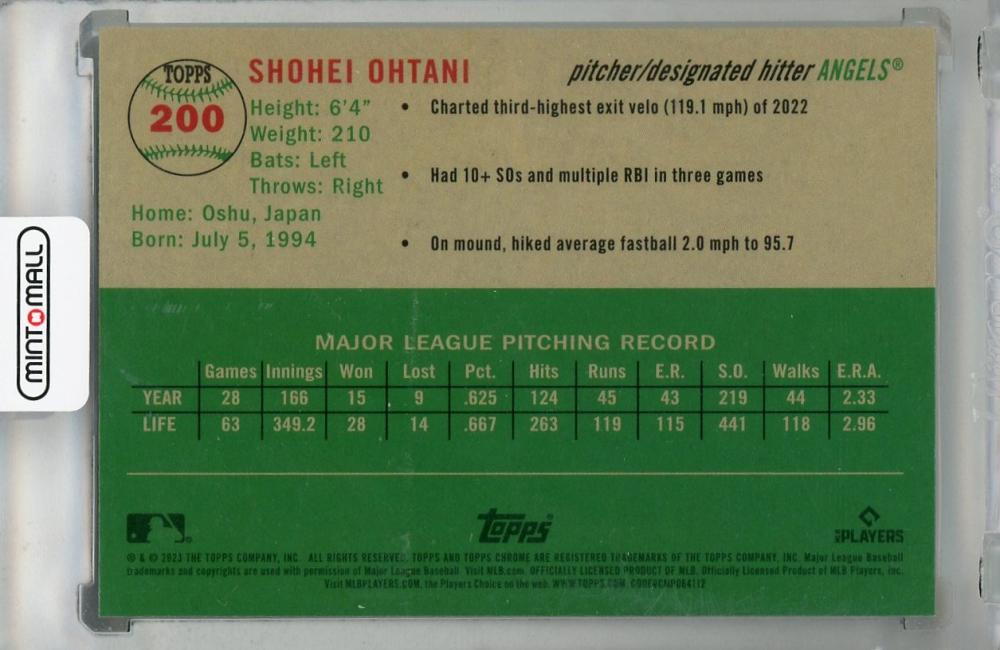 TOPPS
200
SHOHEI OHTANI
pitcher/designated hitter ANGELS®
Height: 6'4"
Weight: 210
Bats: Left
Throws: Right
Home: Oshu, Japan
Born: July 5, 1994
• Charted third-highest exit velo (119.1 mph) of 2022
• Had 10+ SOs and multiple RBI in three games
• On mound, hiked average fastball 2.0 mph to 95.7
MINTOMALL
MAJOR LEAGUE PITCHING RECORD
Games Innings Won Lost Pct. Hits Runs E.R. S.O. Walks E.R.A.
YEAR 28 166 15 9 .625 124 45 43 219 44 2.33
LIFE 63 349.2 28 14 .667 263 119 115 441 118 2.96
Topps®
PLAYERS
® & © 2023 THE TOPPS COMPANY, INC. ALL RIGHTS RESERVED. TOPPS AND TOPPS CHROME ARE REGISTERED TRADEMARKS OF THE TOPPS COMPANY, INC. Major League Baseball
trademarks and copyrights are used with permission of Major League Baseball. Visit MLB.com. OFFICIALLY LICENSED PRODUCT OF MLB. Officially Licensed Product of MLB Players, Inc.
Visit MLBPLAYERS.COM, the Players Choice on the web. WWW.TOPPS.COM. CODE#CMP064112